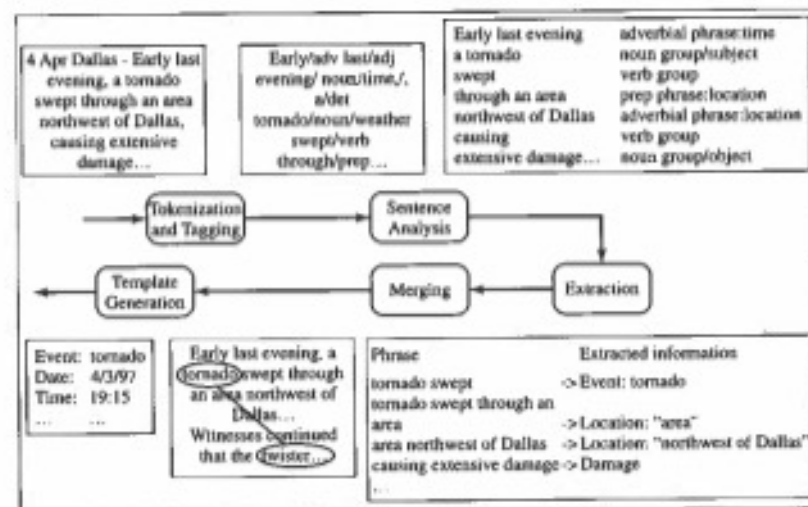 4 Apr Dallas - Early last
evening, a tornado
swept through an area
northwest of Dallas,
causing extensive
damage...
Early/adv last/adj
evening/ noun/time,/,
a/det
tornado/noun/weather
swept/verb
through/prep...
Early last evening adverbial phrase:time
a tornado noun group/subject
swept verb group
through an area prep phrase:location
northwest of Dallas adverbial phrase:location
causing verb group
extensive damage... noun group/object
Tokenization
and Tagging
Sentence
Analysis
Template
Generation
Merging
Extraction
Event: tornado
Date: 4/3/97
Time: 19:15
... ...
Early last evening, a
tornado swept through
an area northwest of
Dallas...
Witnesses continued
that the twister...
Phrase Extracted information
tornado swept -> Event: tornado
tornado swept through an
area -> Location: "area"
area northwest of Dallas -> Location: "northwest of Dallas"
causing extensive damage -> Damage
...